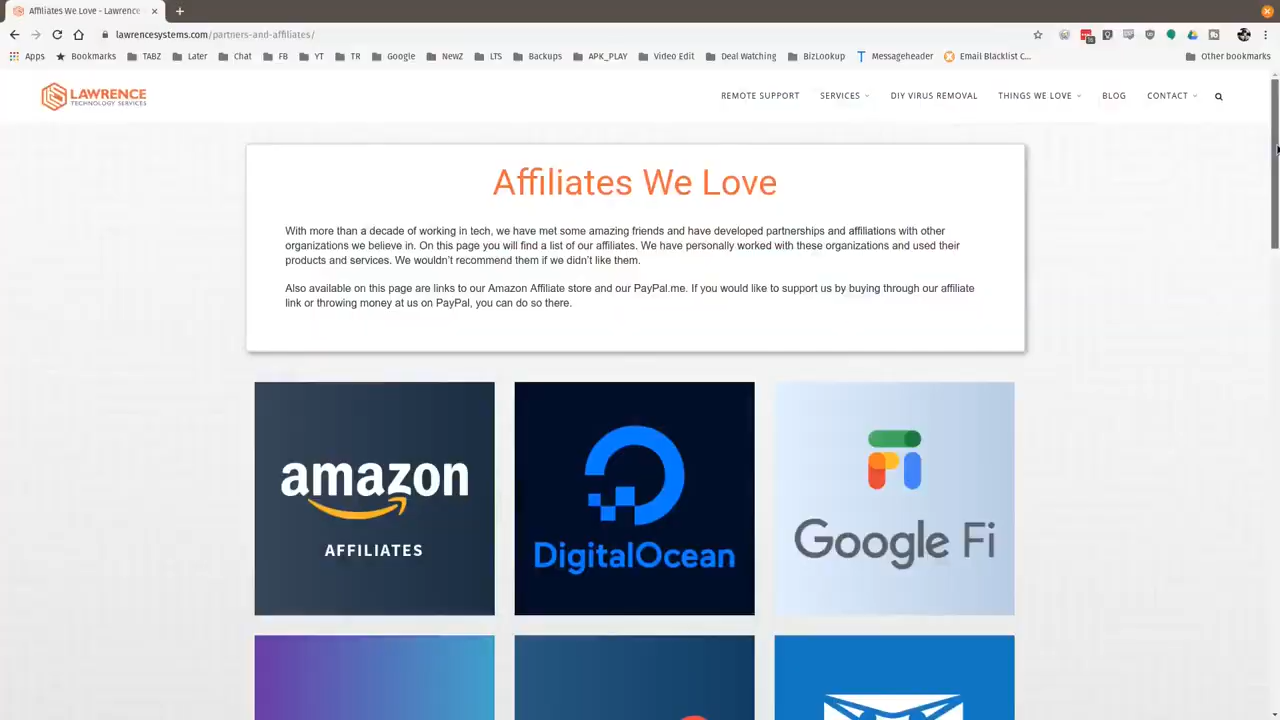 Affiliates We Love - Lawrence
lawrencesystems.com/partners-and-affiliates/
Apps Bookmarks TABZ Later Chat FB YT TR Google NewZ LTS Backups APK_PLAY Video Edit Deal Watching BizLookup Messageheader Email Blacklist C... Other bookmarks
LAWRENCE
TECHNOLOGY SERVICES
REMOTE SUPPORT SERVICES DIY VIRUS REMOVAL THINGS WE LOVE BLOG CONTACT
Affiliates We Love
With more than a decade of working in tech, we have met some amazing friends and have developed partnerships and affiliations with other
organizations we believe in. On this page you will find a list of our affiliates. We have personally worked with these organizations and used their
products and services. We wouldn't recommend them if we didn't like them.
Also available on this page are links to our Amazon Affiliate store and our PayPal.me. If you would like to support us by buying through our affiliate
link or throwing money at us on PayPal, you can do so there.
amazon
AFFILIATES
DigitalOcean
Google Fi